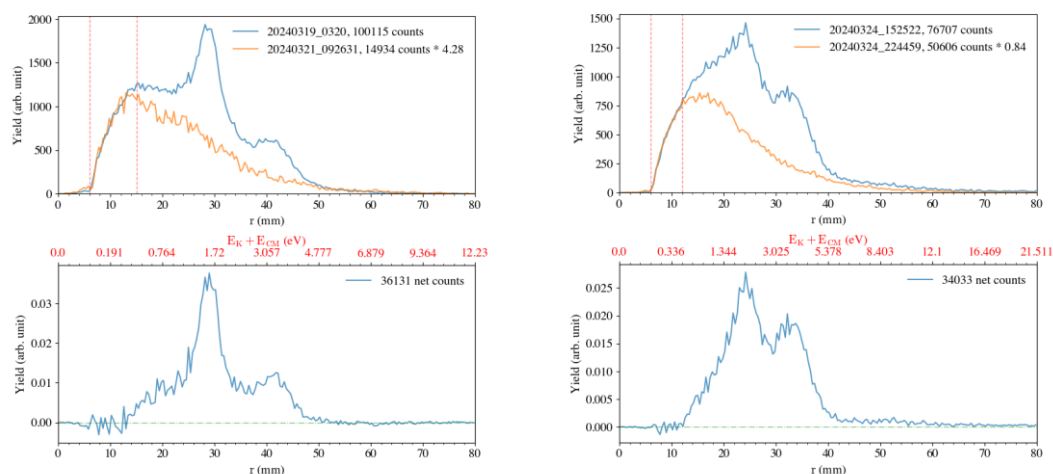 2000
1500
1000
500
0
Yield (arb. unit)
20240319_0320, 100115 counts
20240321_092631, 14934 counts * 4.28
0 10 20 30 40 50 60 70 80
r (mm)
E_K + E_CM (eV)
0.0 0.191 0.764 1.72 3.057 4.777 6.879 9.364 12.23
0.03
0.02
0.01
0.00
Yield (arb. unit)
36131 net counts
0 10 20 30 40 50 60 70 80
r (mm)
1500
1250
1000
750
500
250
0
Yield (arb. unit)
20240324_152522, 76707 counts
20240324_224459, 50606 counts * 0.84
0 10 20 30 40 50 60 70 80
r (mm)
E_K + E_CM (eV)
0.0 0.336 1.344 3.025 5.378 8.403 12.1 16.469 21.511
0.025
0.020
0.015
0.010
0.005
0.000
Yield (arb. unit)
34033 net counts
0 10 20 30 40 50 60 70 80
r (mm)